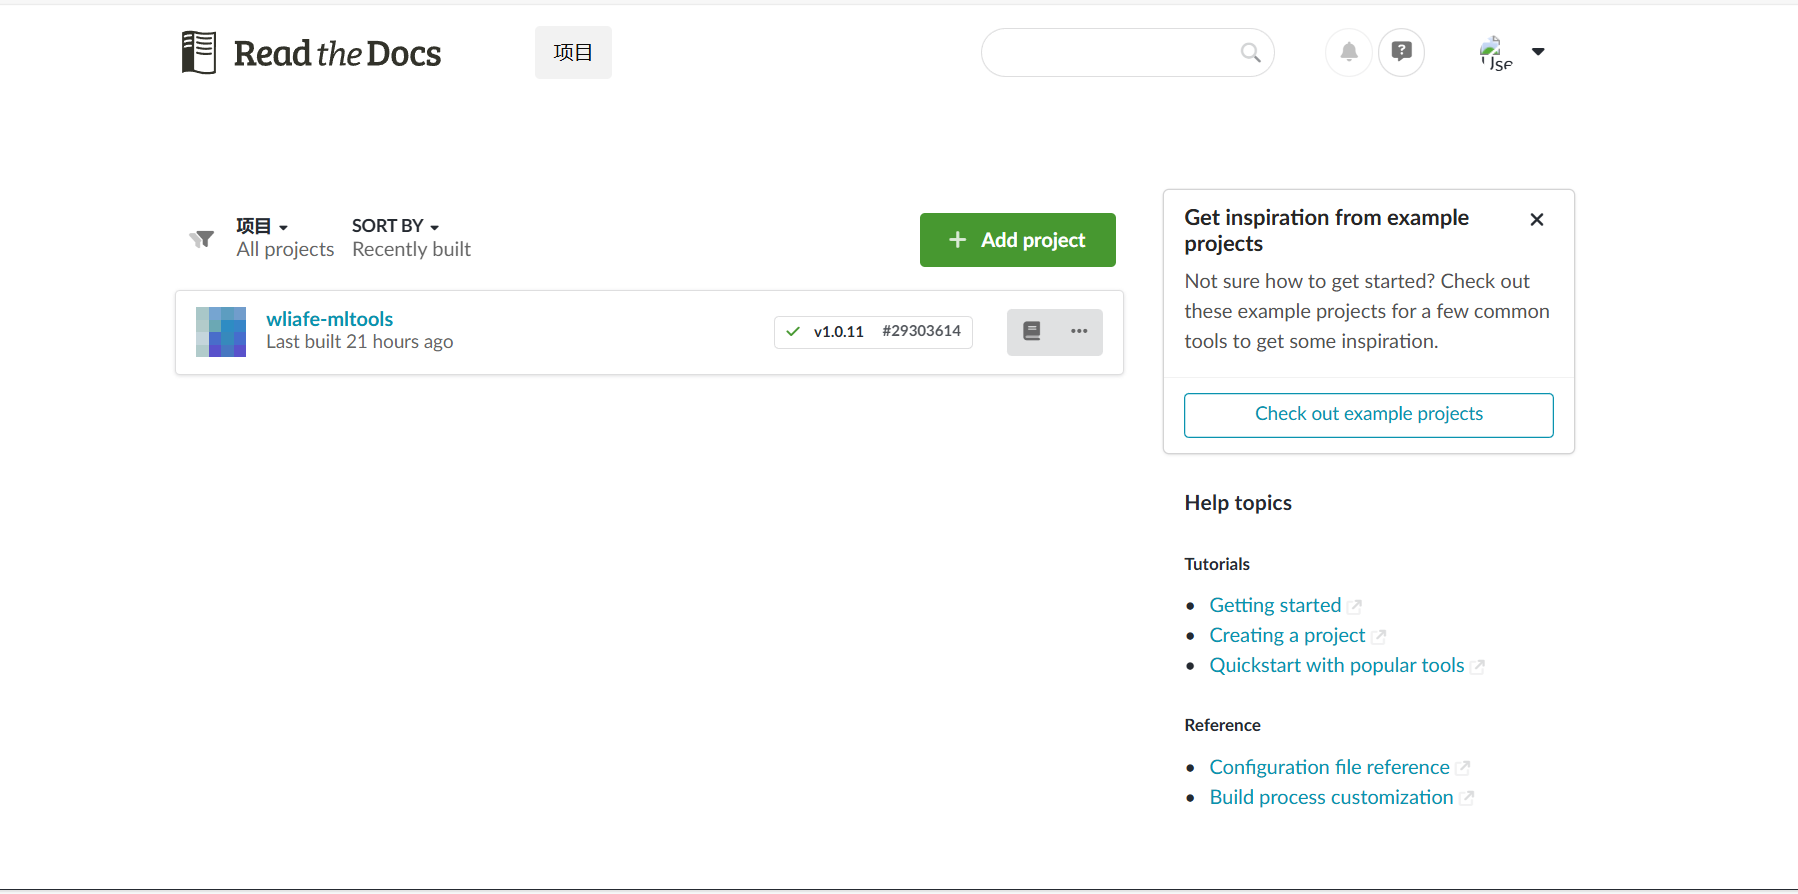 Read the Docs
项目
Use
项目
All projects
SORT BY
Recently built
Add project
wliafe-mltools
Last built 21 hours ago
v1.0.11 #29303614
Get inspiration from example
projects
Not sure how to get started? Check out
these example projects for a few common
tools to get some inspiration.
Check out example projects
Help topics
Tutorials
Getting started
Creating a project
Quickstart with popular tools
Reference
Configuration file reference
Build process customization